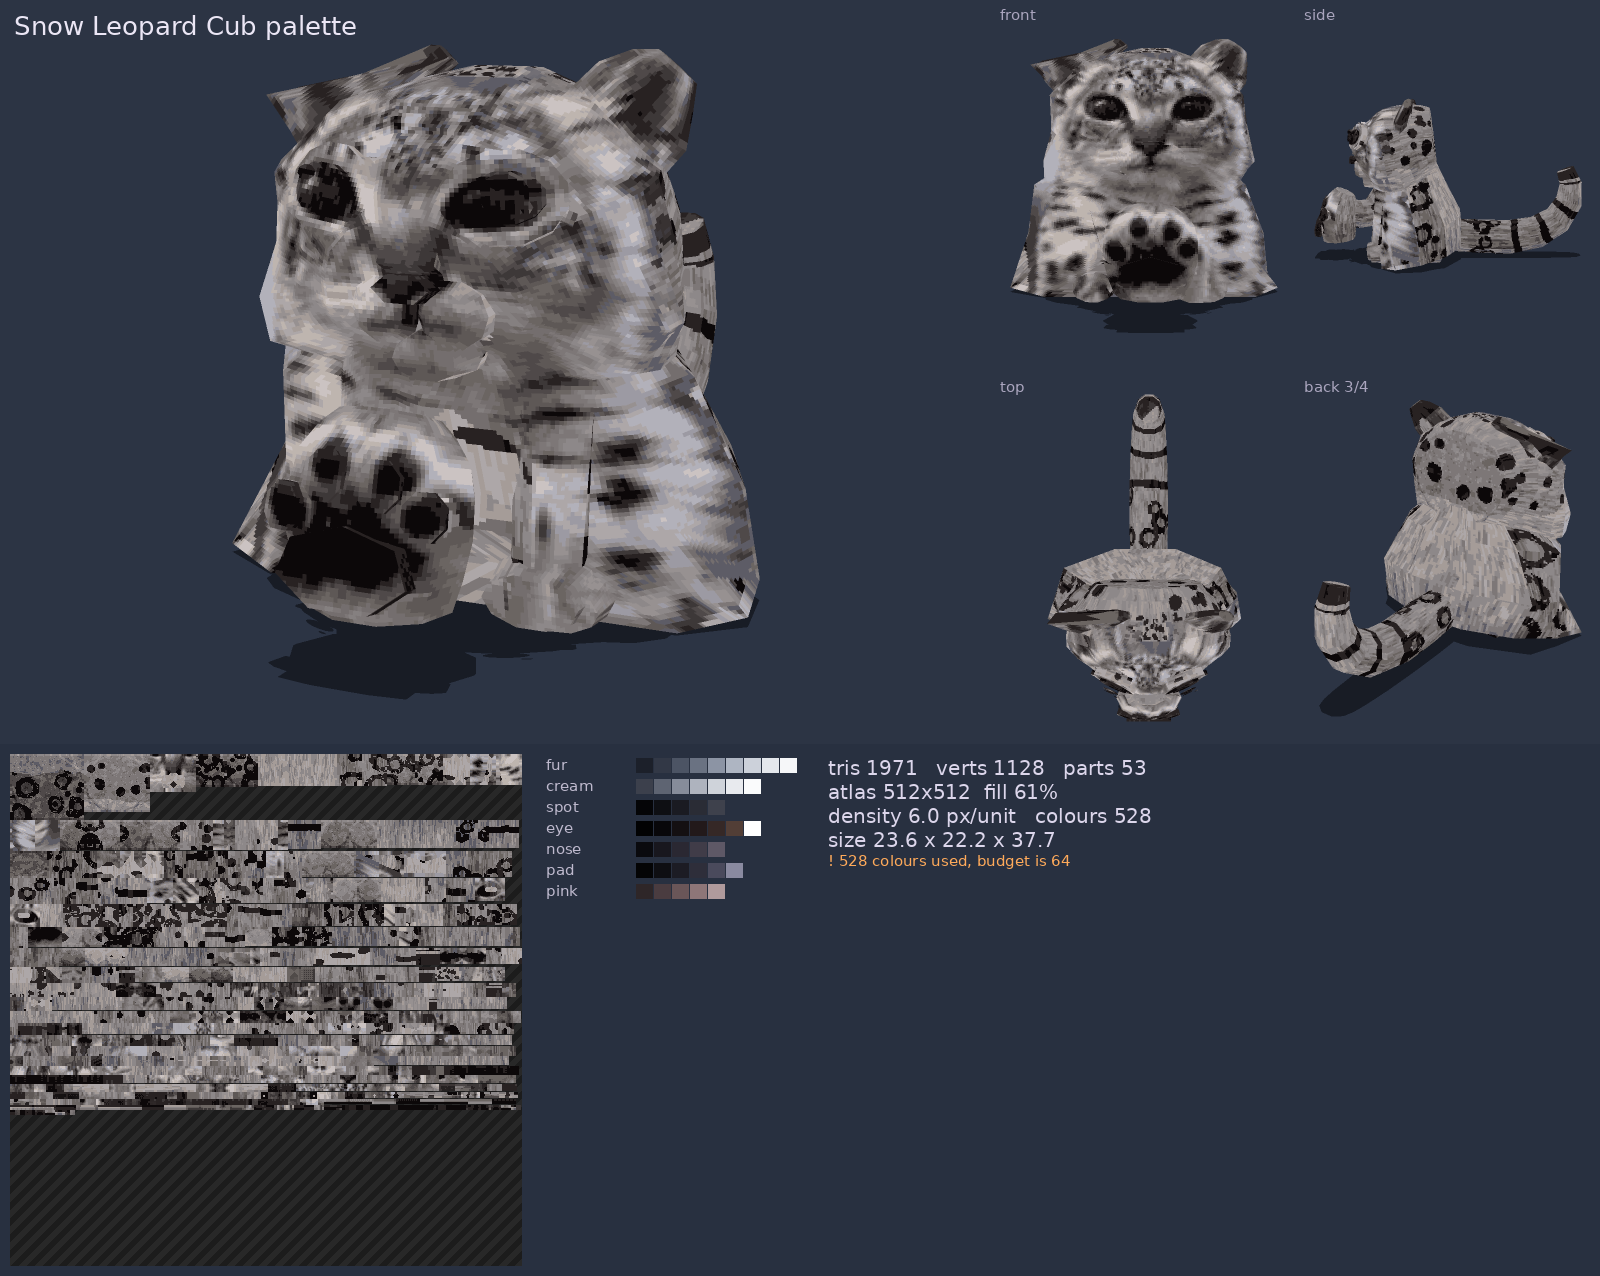 Snow Leopard Cub palette
front
side
top
back 3/4
fur
cream
spot
eye
nose
pad
pink
tris 1971 verts 1128 parts 53
atlas 512x512 fill 61%
density 6.0 px/unit colours 528
size 23.6 x 22.2 x 37.7
! 528 colours used, budget is 64